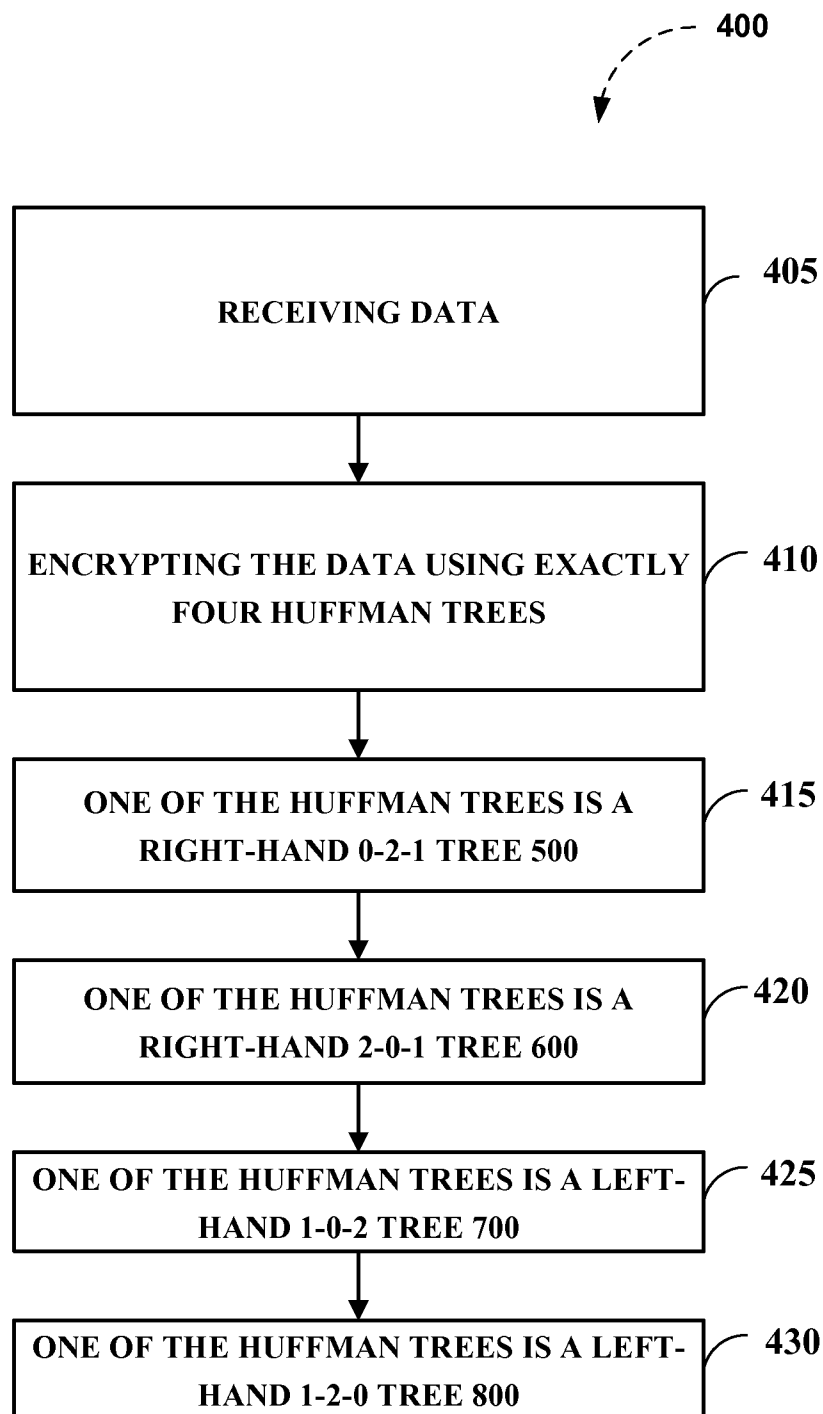 400
RECEIVING DATA
405
ENCRYPTING THE DATA USING EXACTLY
FOUR HUFFMAN TREES
410
ONE OF THE HUFFMAN TREES IS A
RIGHT-HAND 0-2-1 TREE 500
415
ONE OF THE HUFFMAN TREES IS A
RIGHT-HAND 2-0-1 TREE 600
420
ONE OF THE HUFFMAN TREES IS A LEFT-
HAND 1-0-2 TREE 700
425
ONE OF THE HUFFMAN TREES IS A LEFT-
HAND 1-2-0 TREE 800
430